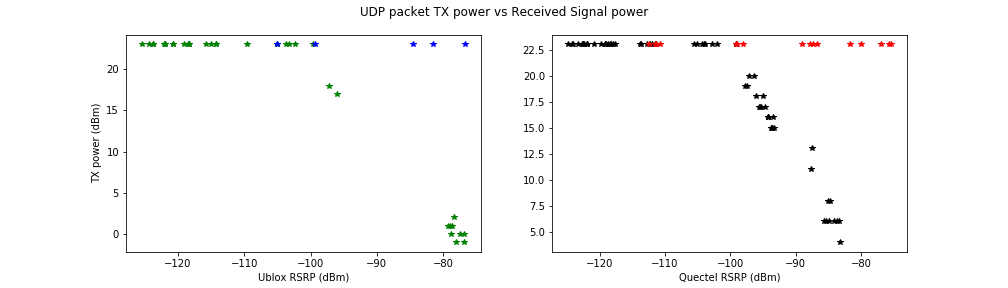 UDP packet TX power vs Received Signal power
TX power (dBm)
20
15
10
5
0
−120 −110 −100 −90 −80
Ublox RSRP (dBm)
22.5
20.0
17.5
15.0
12.5
10.0
7.5
5.0
−120 −110 −100 −90 −80
Quectel RSRP (dBm)